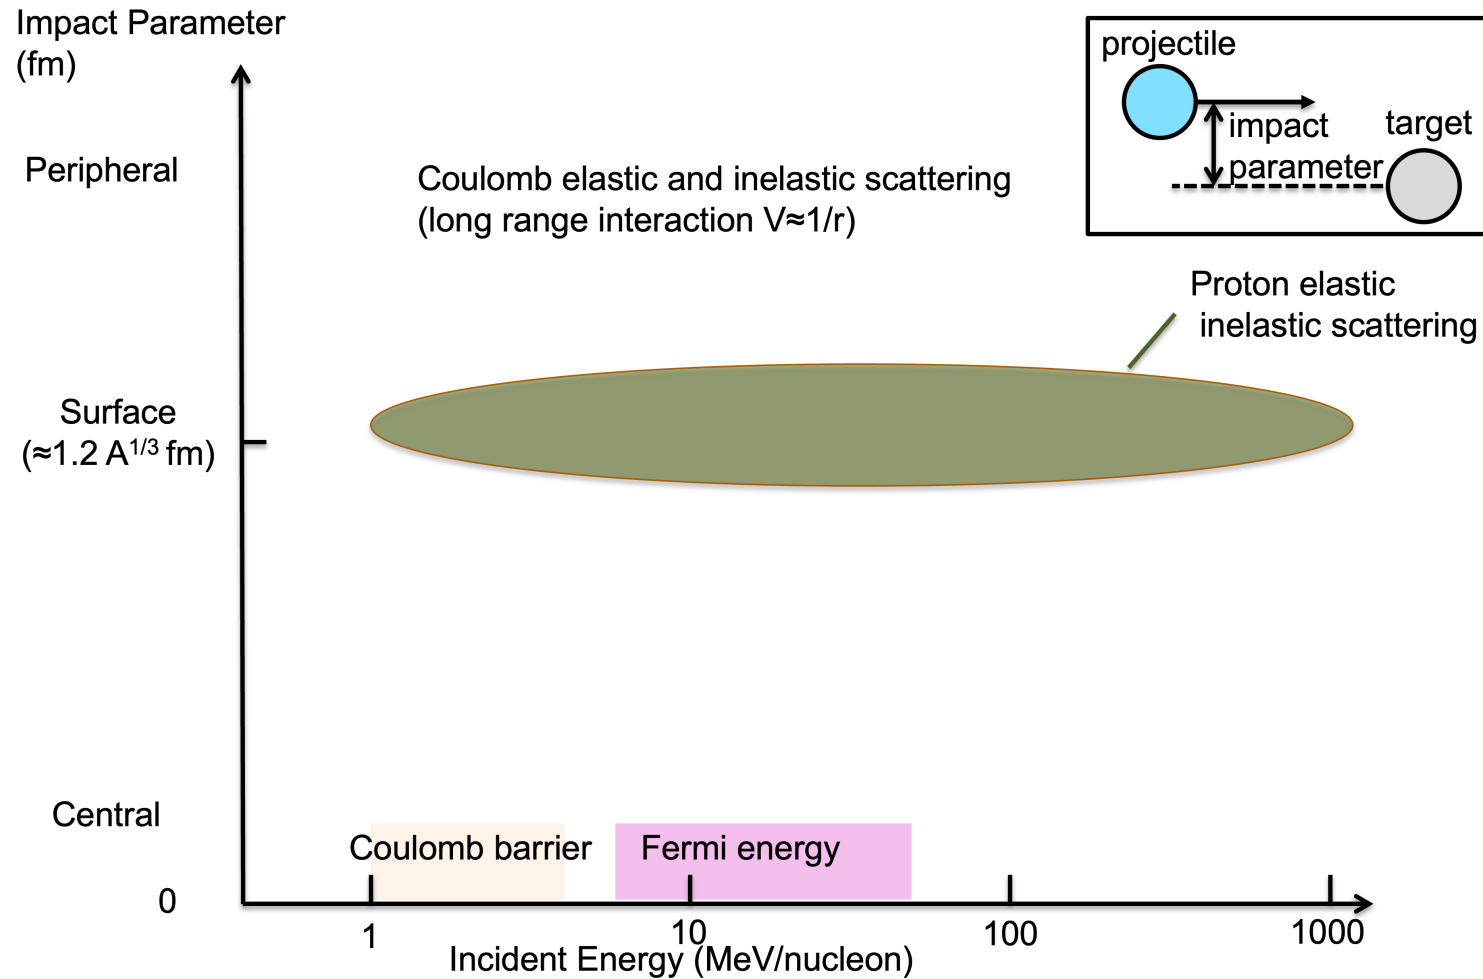 Impact Parameter
(fm)
projectile
impact
parameter
target
Peripheral
Coulomb elastic and inelastic scattering
(long range interaction V≈1/r)
Proton elastic
inelastic scattering
Surface
(≈1.2 A^1/3 fm)
Central
Coulomb barrier
Fermi energy
0
1
10
100
1000
Incident Energy (MeV/nucleon)